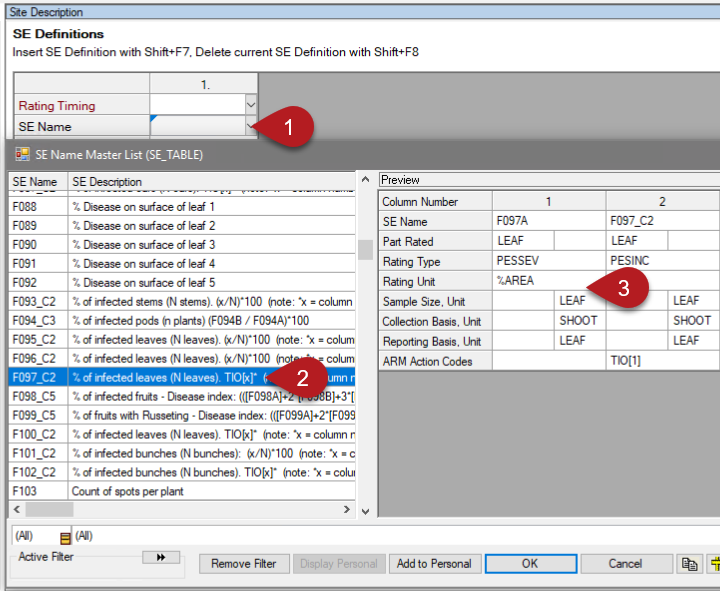 Site Description
SE Definitions
Insert SE Definition with Shift+F7, Delete current SE Definition with Shift+F8
1.
Rating Timing
SE Name
1
SE Name Master List (SE_TABLE)
SE Name SE Description
F088 % Disease on surface of leaf 1
F089 % Disease on surface of leaf 2
F090 % Disease on surface of leaf 3
F091 % Disease on surface of leaf 4
F092 % Disease on surface of leaf 5
F093_C2 % of infected stems (N stems). (x/N)*100 (note: "x = column
F094_C3 % of infected pods (n plants) (F094B / F094A)*100
F095_C2 % of infected leaves (N leaves). (x/N)*100 (note: "x = colum
F096_C2 % of infected leaves (N leaves). (x/N)*100 (note: "x = colum
F097_C2 % of infected leaves (N leaves). TIO[x]* umn n
2
F098_C5 % of infected fruits - Disease index: (([F098A]+2*[F098B]+3*[
F099_C5 % of fruits with Russeting - Disease index: (([F099A]+2*[F099
F100_C2 % of infected leaves (N leaves). TIO[x]* (note: "x = column n
F101_C2 % of infected bunches (N bunches): (x/N)*100 (note: "x = c
F102_C2 % of infected bunches (N bunches). TIO[x]* (note: "x = colu
F103 Count of spots per plant
Preview
Column Number 1 2
SE Name F097A F097_C2
Part Rated LEAF LEAF
Rating Type PESSEV PESINC
Rating Unit %AREA
3
Sample Size, Unit LEAF LEAF
Collection Basis, Unit SHOOT SHOOT
Reporting Basis, Unit LEAF LEAF
ARM Action Codes TIO[1]
(All) (All)
Active Filter
Remove Filter Display Personal Add to Personal OK Cancel